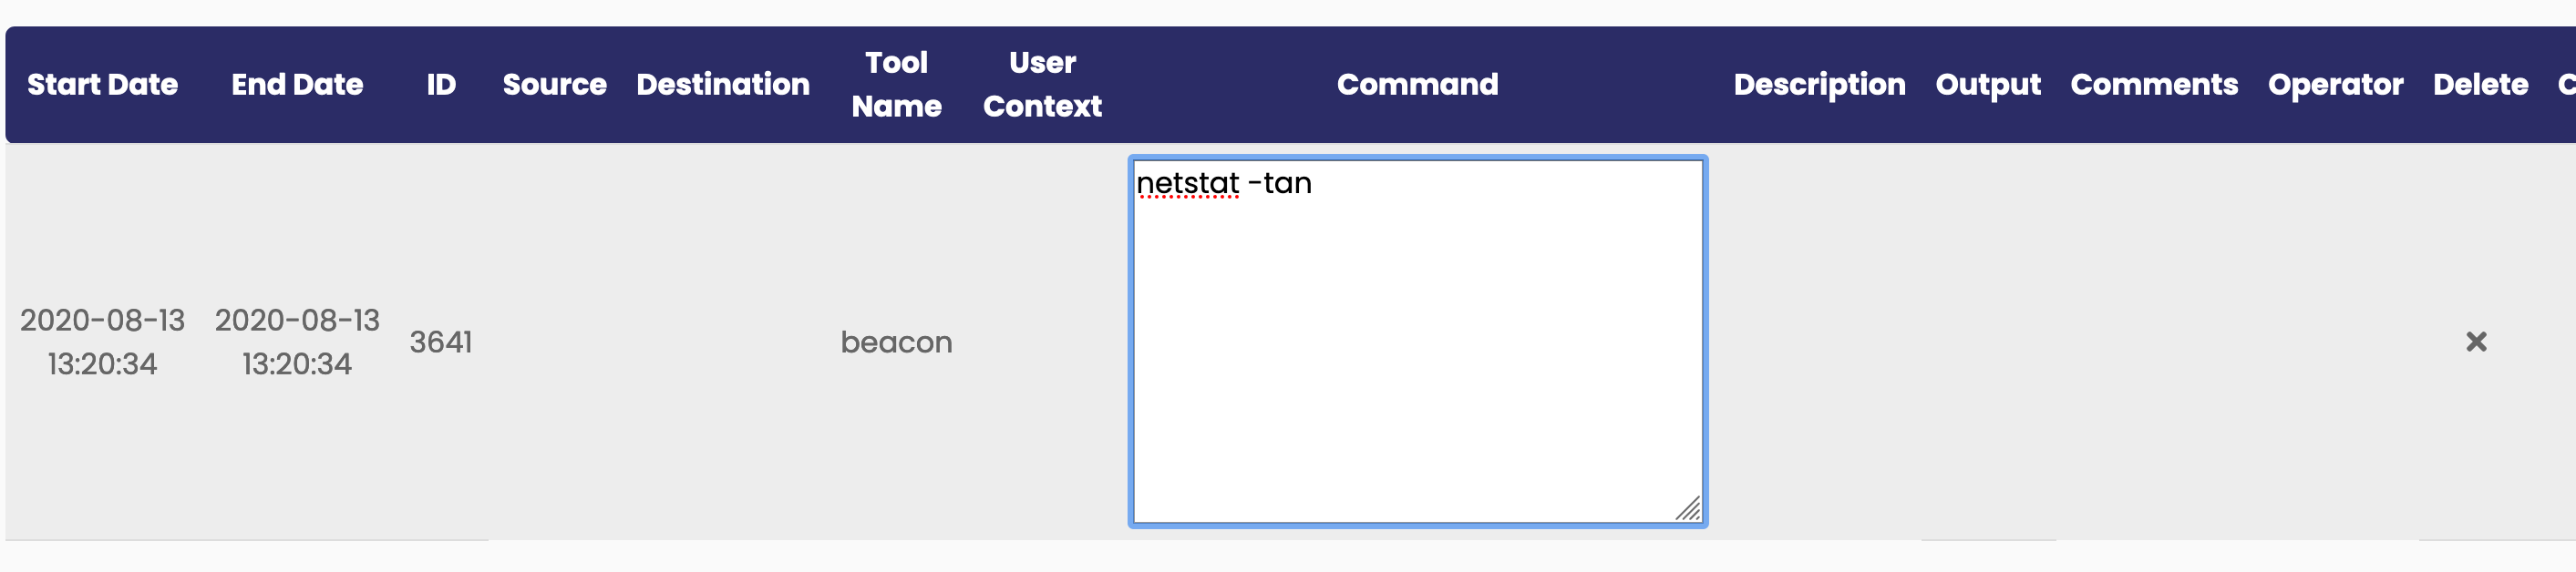 Start Date End Date ID Source Destination Tool Name User Context Command Description Output Comments Operator Delete C
netstat -tan
2020-08-13 13:20:34 2020-08-13 13:20:34 3641 beacon